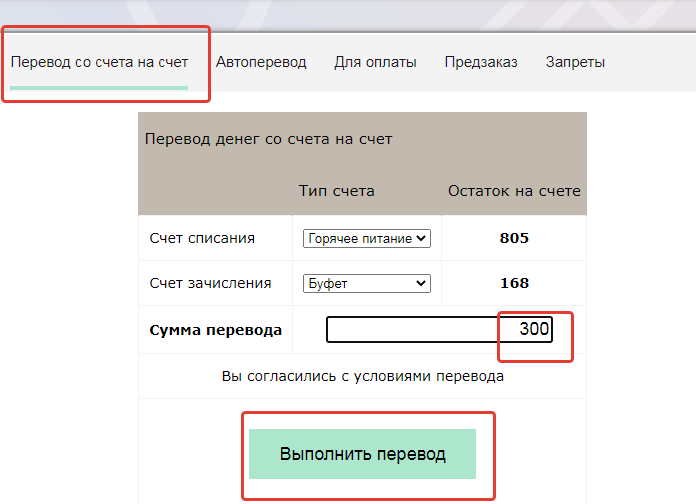 Перевод со счета на счет Автоперевод Для оплаты Предзаказ Запреты
Перевод денег со счета на счет
Тип счета Остаток на счете
Счет списания Горячее питание 805
Счет зачисления Буфет 168
Сумма перевода 300
Вы согласились с условиями перевода
Выполнить перевод